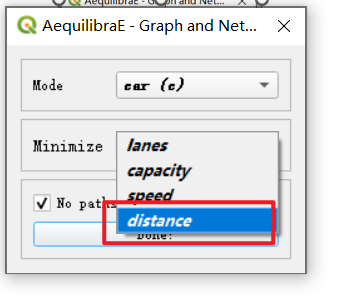 AequilibraE - Graph and Net...
Mode
car (c)
Minimize
lanes
capacity
speed
distance
No paths
Done!